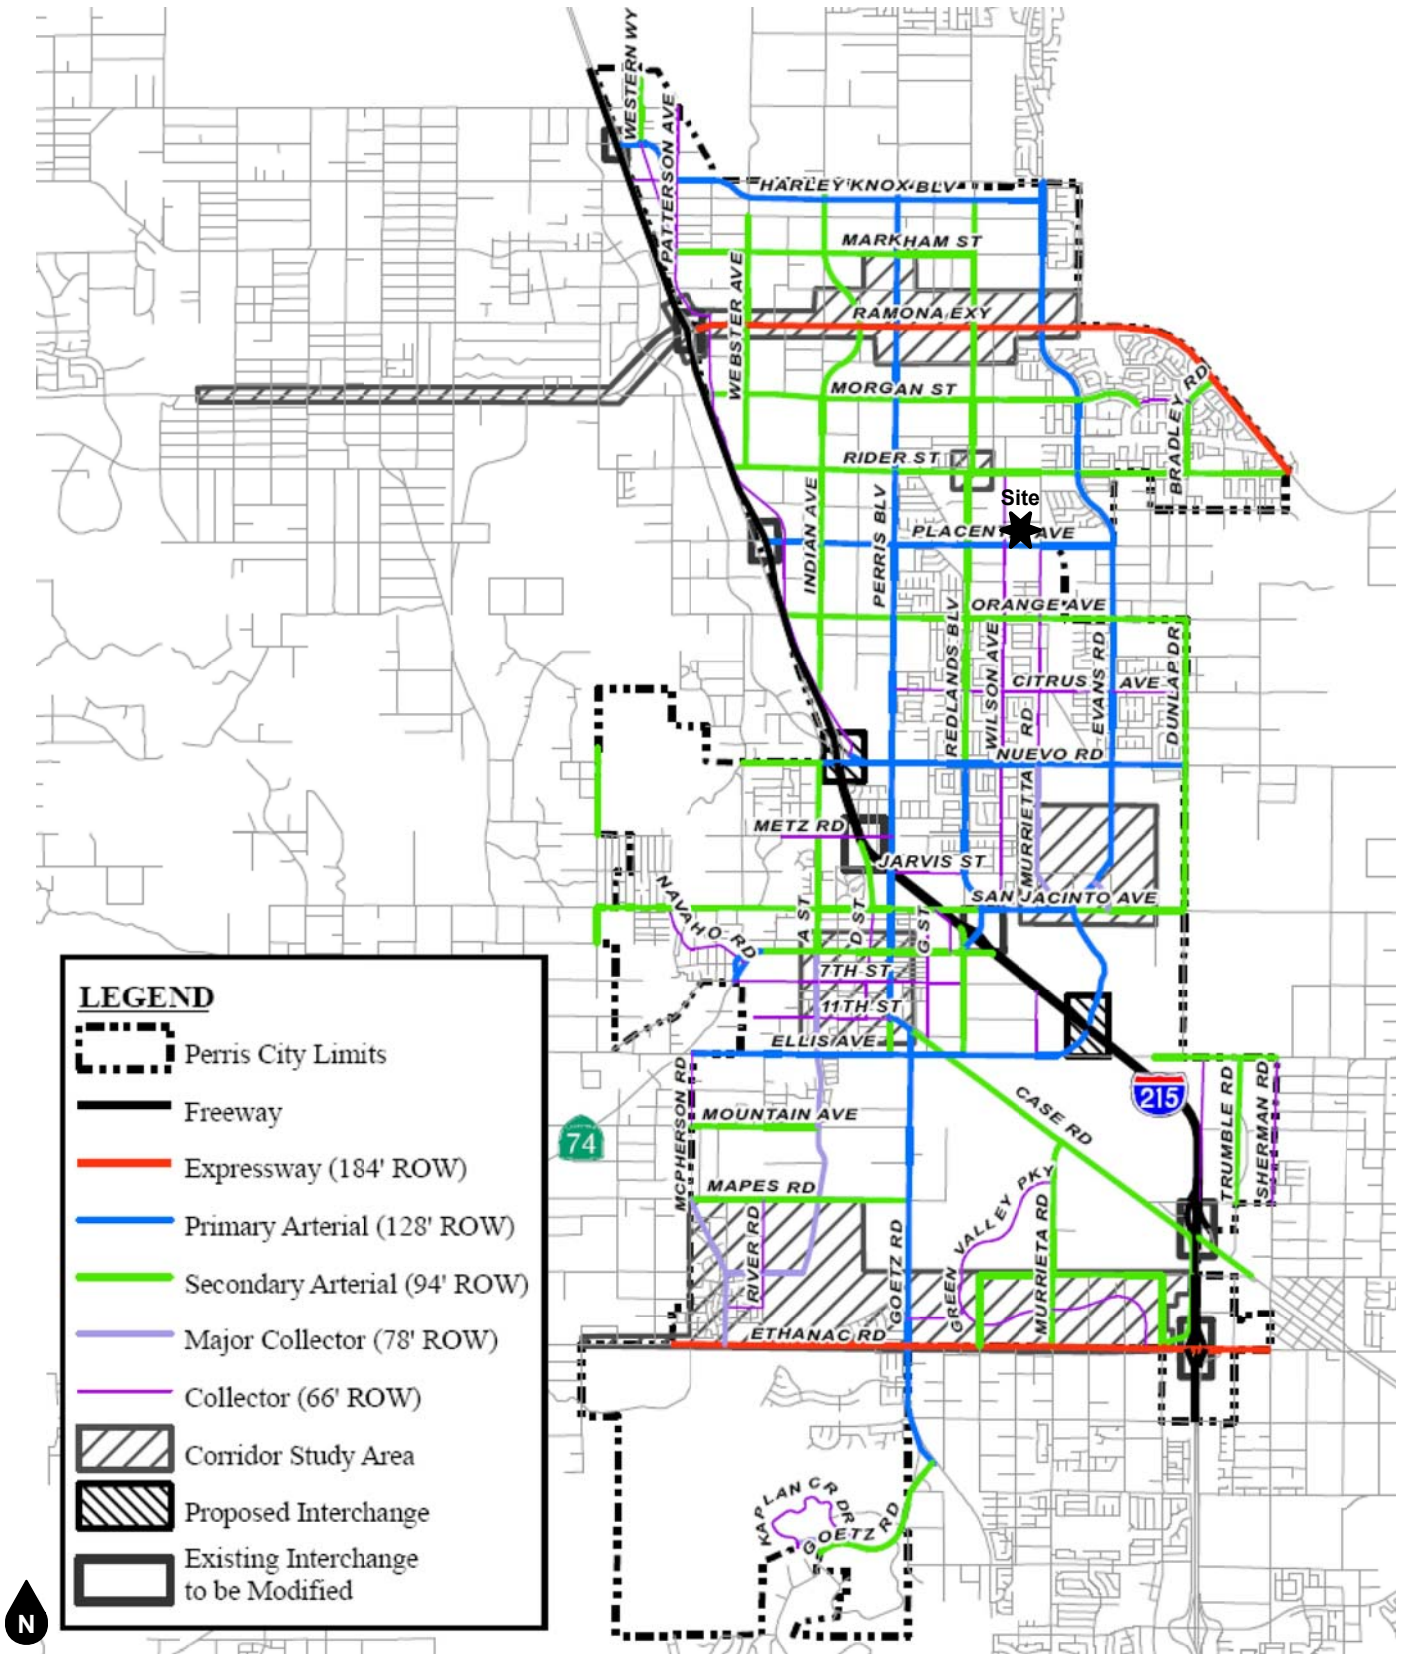 WESTERN WY
PATTERSON AVE
HARLEY KNOX BLV
MARKHAM ST
WEBSTER AVE
RAMONA EXY
MORGAN ST
BRADLEY RD
RIDER ST
Site
INDIAN AVE
PERRIS BLV
PLACENT AVE
ORANGE AVE
REDLANDS BLV
WILSON AVE
CITRUS AVE
EVANS RD
DUNLAP DR
NUEVO RD
MURRIETTA RD
METZ RD
JARVIS ST
SAN JACINTO AVE
NAVAHO RD
A ST
D ST
G ST
7TH ST
11TH ST
ELLIS AVE
MCPHERSON RD
MOUNTAIN AVE
CASE RD
215
74
TRUMBLE RD
SHERMAN RD
MAPES RD
RIVER RD
GOETZ RD
GREEN VALLEY PKY
MURRIETA RD
ETHANAC RD
KAPLAN CR DR
GOETZ RD
LEGEND
Perris City Limits
Freeway
Expressway (184' ROW)
Primary Arterial (128' ROW)
Secondary Arterial (94' ROW)
Major Collector (78' ROW)
Collector (66' ROW)
Corridor Study Area
Proposed Interchange
Existing Interchange
to be Modified
N